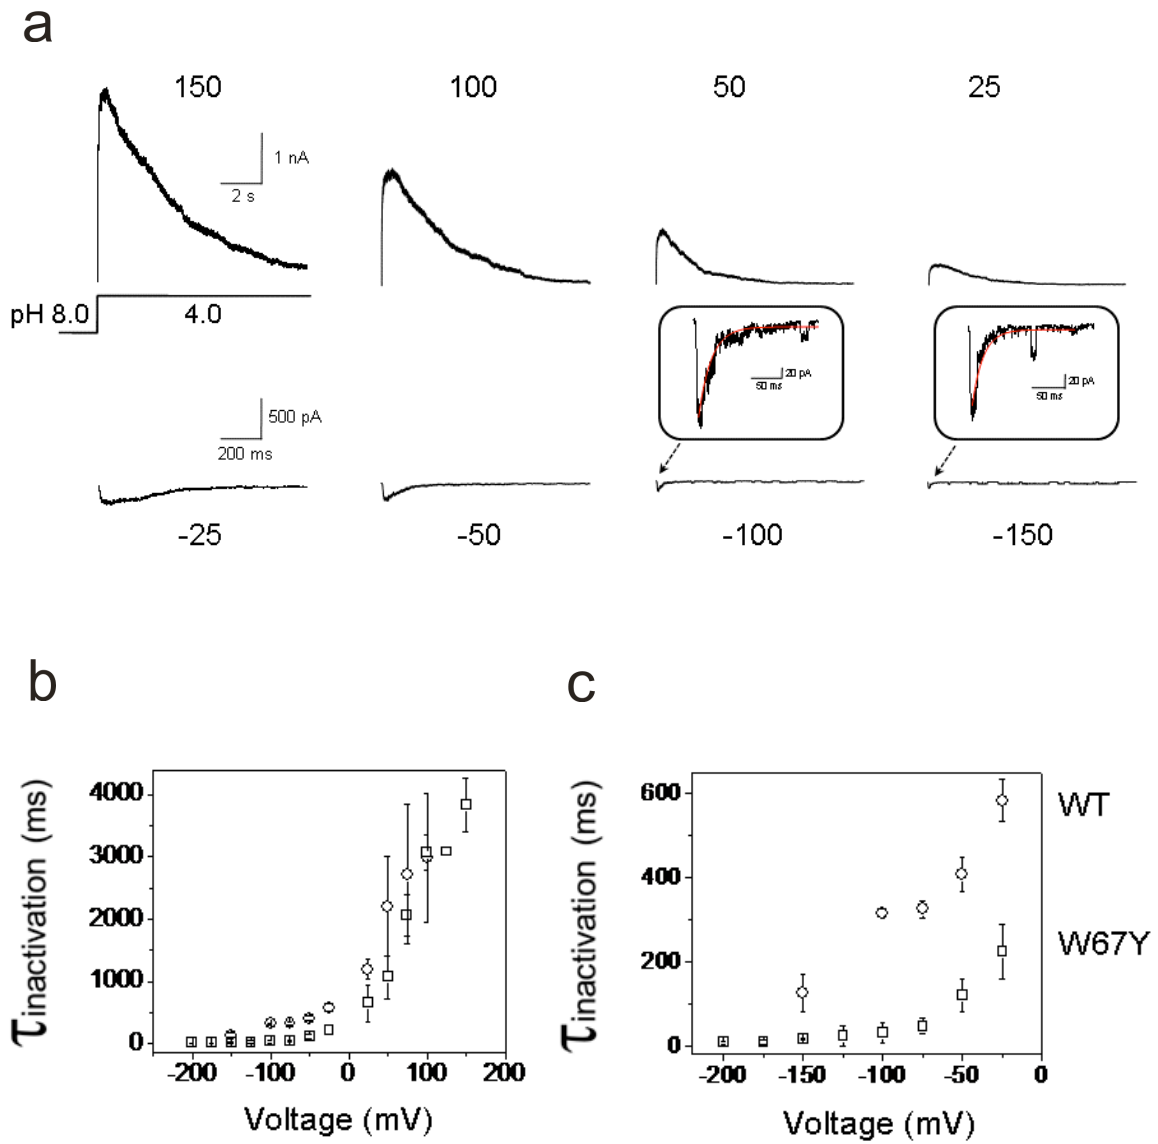 a
150 100 50 25
1 nA
2 s
pH 8.0 4.0
20 pA
50 ms
20 pA
50 ms
500 pA
200 ms
-25 -50 -100 -150
b
c
4000
3000
2000
1000
0
-200 -100 0 100 200
τinactivation (ms)
Voltage (mV)
600
400
200
0
-200 -150 -100 -50 0
τinactivation (ms)
Voltage (mV)
WT
W67Y